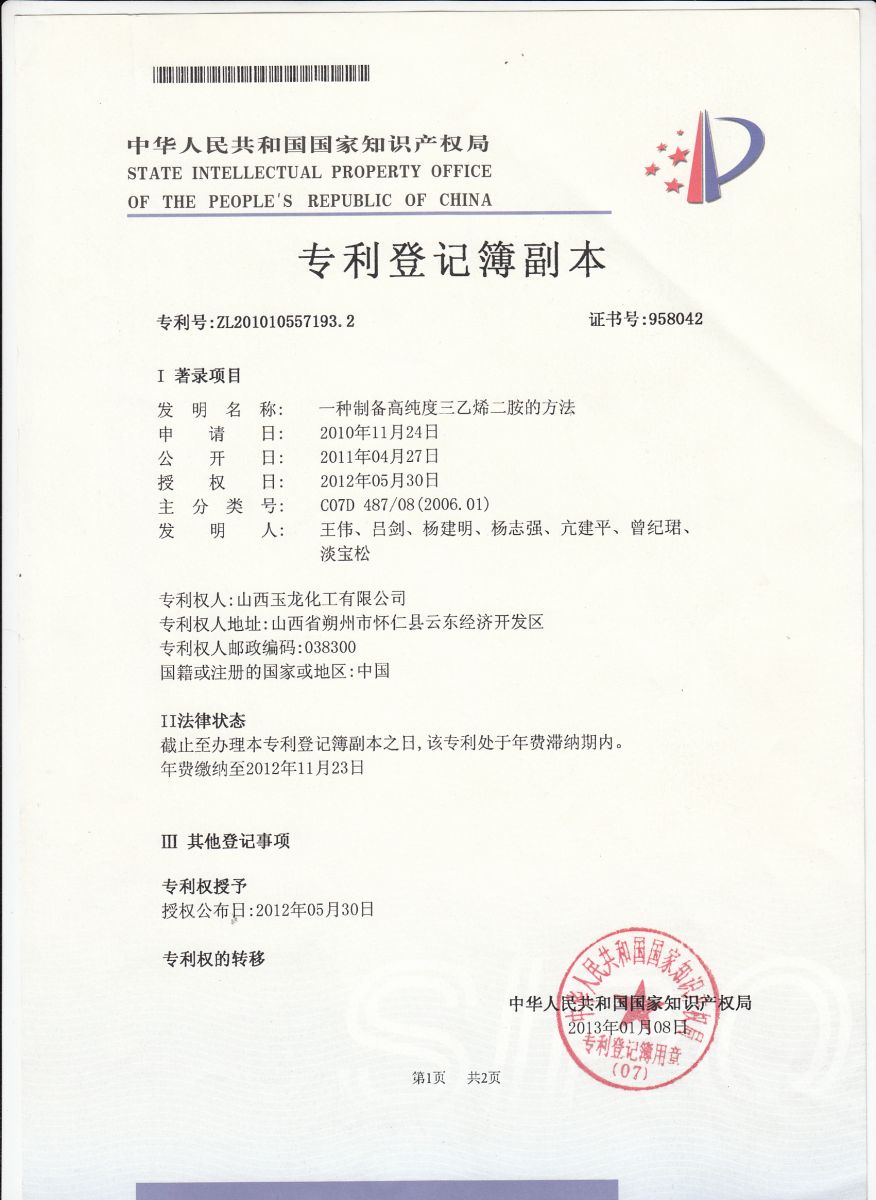 中华人民共和国国家知识产权局
STATE INTELLECTUAL PROPERTY OFFICE
OF THE PEOPLE'S REPUBLIC OF CHINA
专利登记簿副本
专利号:ZL201010557193.2 证书号:958042
I 著录项目
发明名称: 一种制备高纯度三乙烯二胺的方法
申请日: 2010年11月24日
公开日: 2011年04月27日
授权日: 2012年05月30日
主分类号: C07D 487/08(2006.01)
发明人: 王伟、吕剑、杨建明、杨志强、亢建平、曾纪珺、
淡宝松
专利权人:山西玉龙化工有限公司
专利权人地址:山西省朔州市怀仁县云东经济开发区
专利权人邮政编码:038300
国籍或注册的国家或地区:中国
II法律状态
截止至办理本专利登记簿副本之日,该专利处于年费滞纳期内。
年费缴纳至2012年11月23日
III 其他登记事项
专利权授予
授权公布日:2012年05月30日
专利权的转移
中华人民共和国国家知识产权局
中华人民共和国国家知识产权局
2013年01月08日
专利登记簿用章
(07)
第1页 共2页